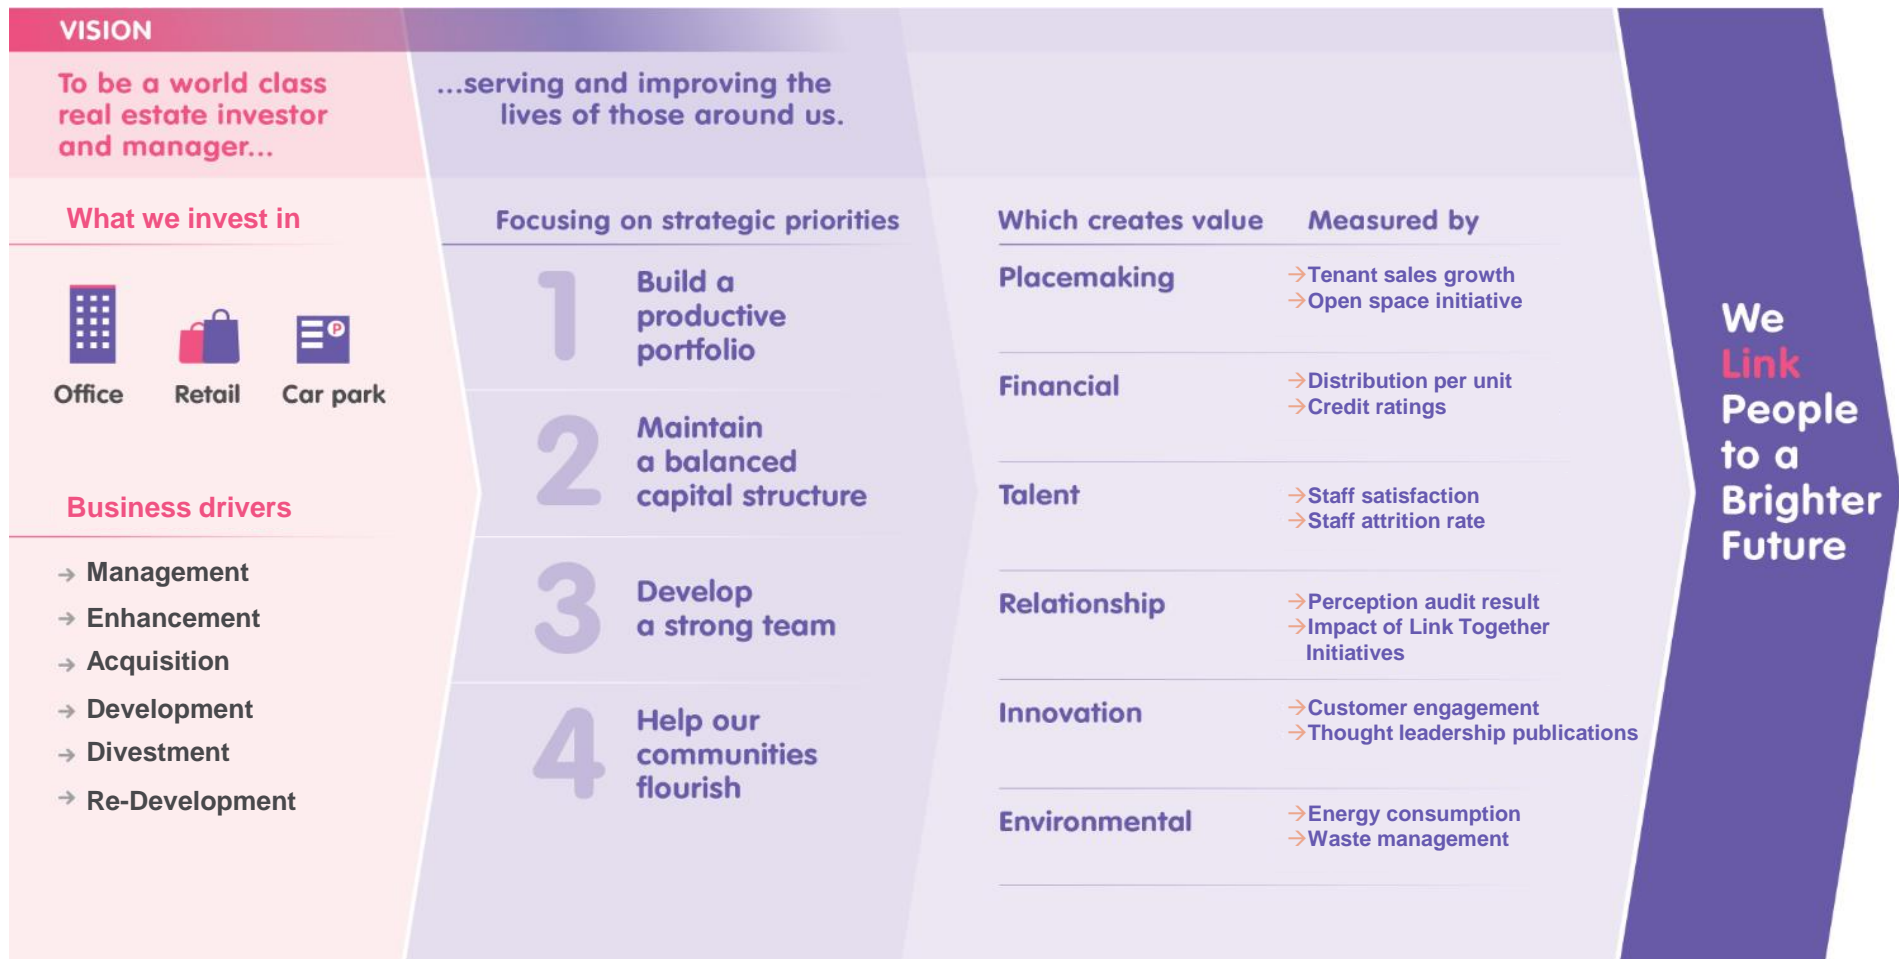 VISION
To be a world class
real estate investor
and manager...
...serving and improving the
lives of those around us.
What we invest in
P
Office
Retail
Car park
Business drivers
→ Management
→ Enhancement
→ Acquisition
→ Development
→ Divestment
→ Re-Development
Focusing on strategic priorities
1
Build a
productive
portfolio
2
Maintain
a balanced
capital structure
3
Develop
a strong team
4
Help our
communities
flourish
Which creates value
Measured by
Placemaking
→Tenant sales growth
→Open space initiative
Financial
→Distribution per unit
→Credit ratings
Talent
→Staff satisfaction
→Staff attrition rate
Relationship
→Perception audit result
→Impact of Link Together
Initiatives
Innovation
→Customer engagement
→Thought leadership publications
Environmental
→Energy consumption
→Waste management
We
Link
People
to a
Brighter
Future